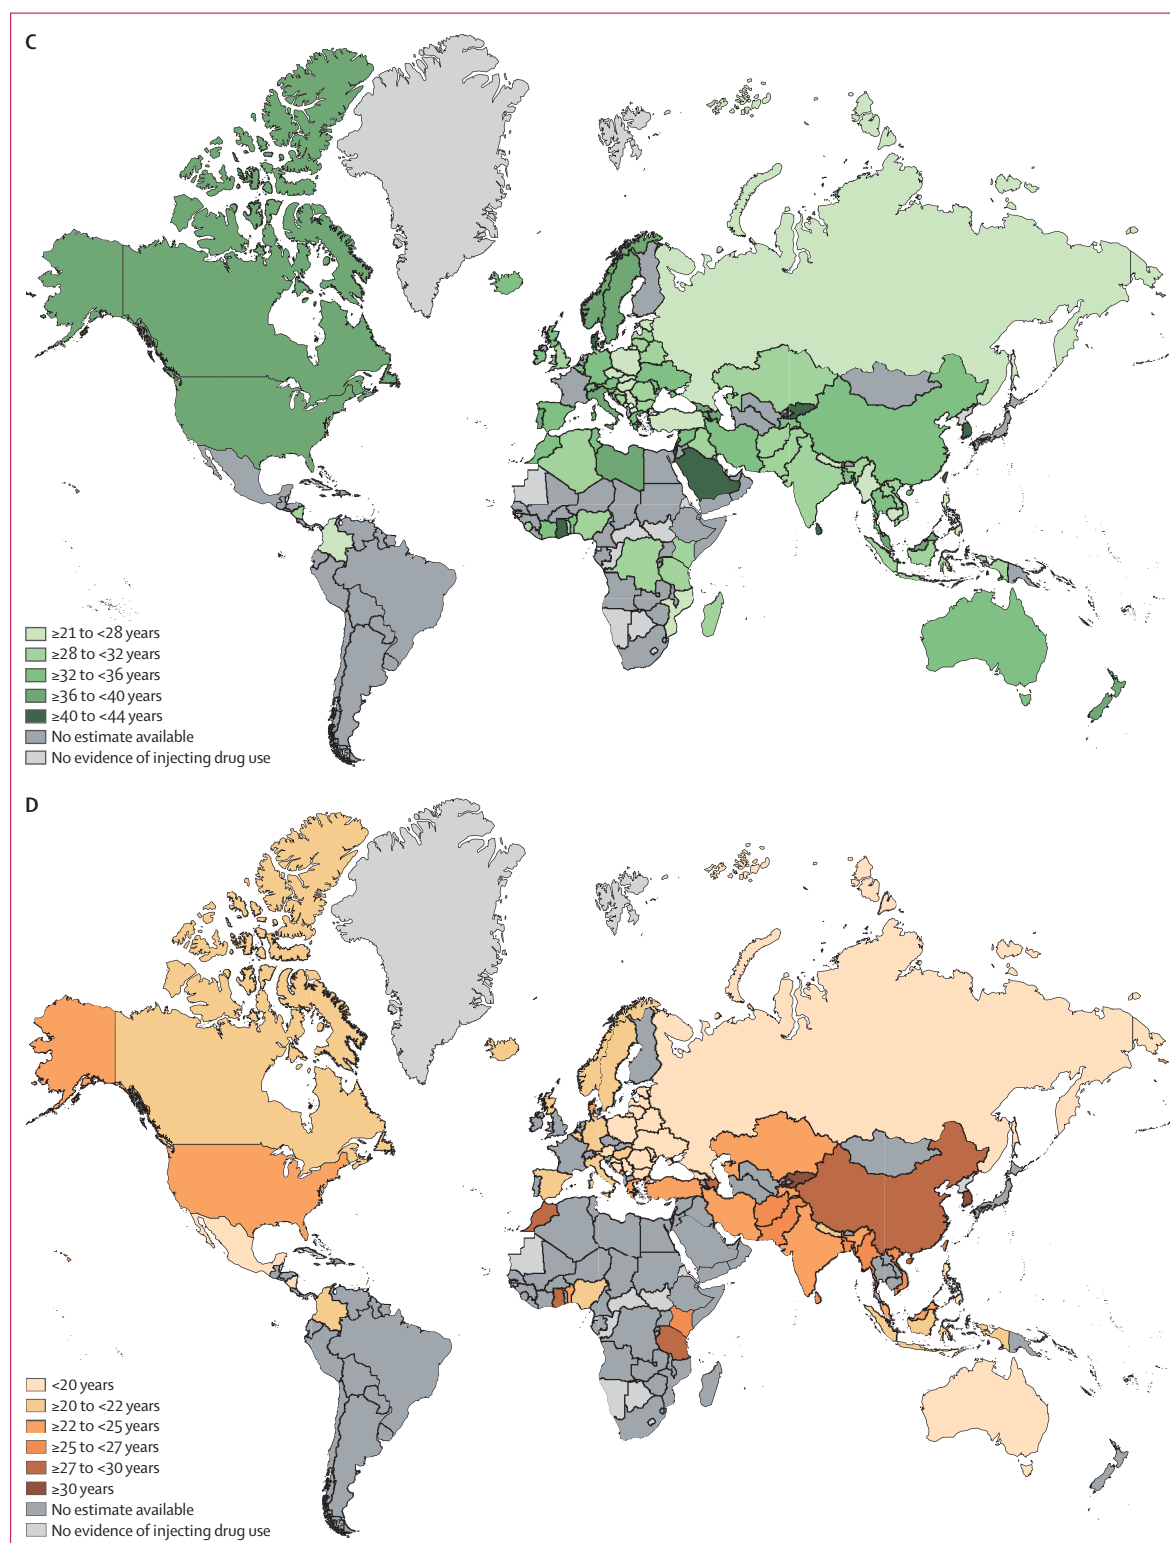 C
≥21 to <28 years
≥28 to <32 years
≥32 to <36 years
≥36 to <40 years
≥40 to <44 years
No estimate available
No evidence of injecting drug use
D
<20 years
≥20 to <22 years
≥22 to <25 years
≥25 to <27 years
≥27 to <30 years
≥30 years
No estimate available
No evidence of injecting drug use